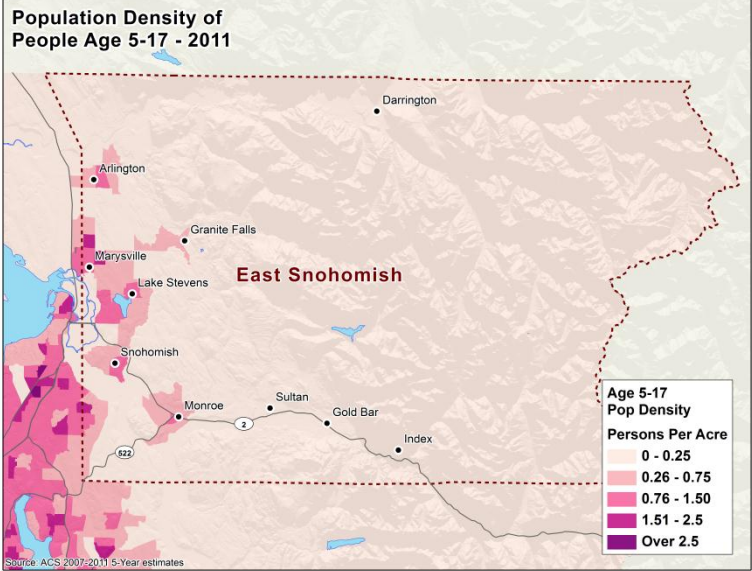 Population Density of
People Age 5-17 - 2011
Darrington
Arlington
Granite Falls
Marysville
East Snohomish
Lake Stevens
Snohomish
Sultan
Monroe
Gold Bar
2
Index
522
Age 5-17
Pop Density
Persons Per Acre
0 - 0.25
0.26 - 0.75
0.76 - 1.50
1.51 - 2.5
Over 2.5
Source: ACS 2007-2011 5-Year estimates